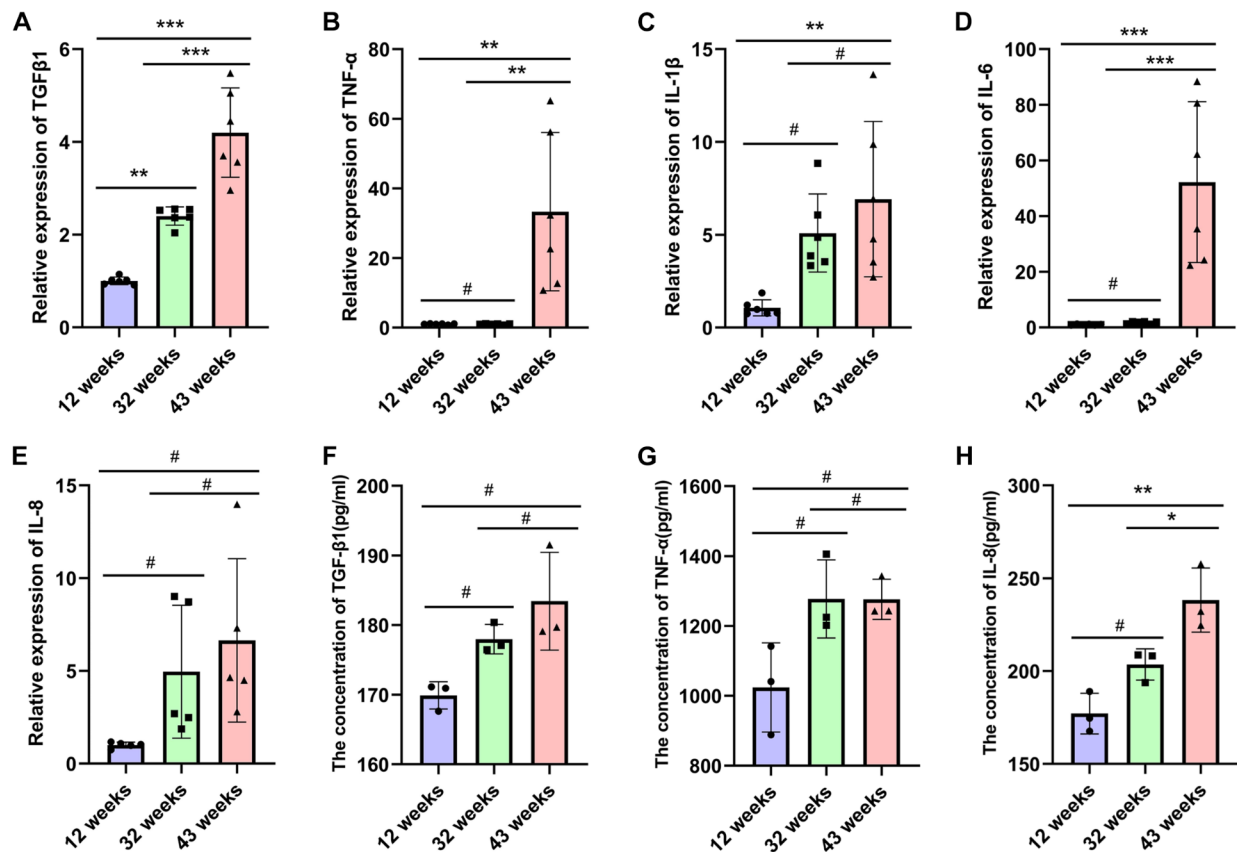 A
Relative expression of TGFβ1
6
4
2
0
***
***
**
12 weeks
32 weeks
43 weeks
B
Relative expression of TNF-α
80
60
40
20
0
**
**
#
12 weeks
32 weeks
43 weeks
C
Relative expression of IL-1β
15
10
5
0
**
#
#
12 weeks
32 weeks
43 weeks
D
Relative expression of IL-6
100
80
60
40
20
0
***
***
#
12 weeks
32 weeks
43 weeks
E
Relative expression of IL-8
15
10
5
0
#
#
#
12 weeks
32 weeks
43 weeks
F
The concentration of TGF-β1(pg/ml)
200
190
180
170
160
#
#
#
12 weeks
32 weeks
43 weeks
G
The concentration of TNF-α(pg/ml)
1600
1400
1200
1000
800
#
#
#
12 weeks
32 weeks
43 weeks
H
The concentration of IL-8(pg/ml)
300
250
200
150
**
*
#
12 weeks
32 weeks
43 weeks